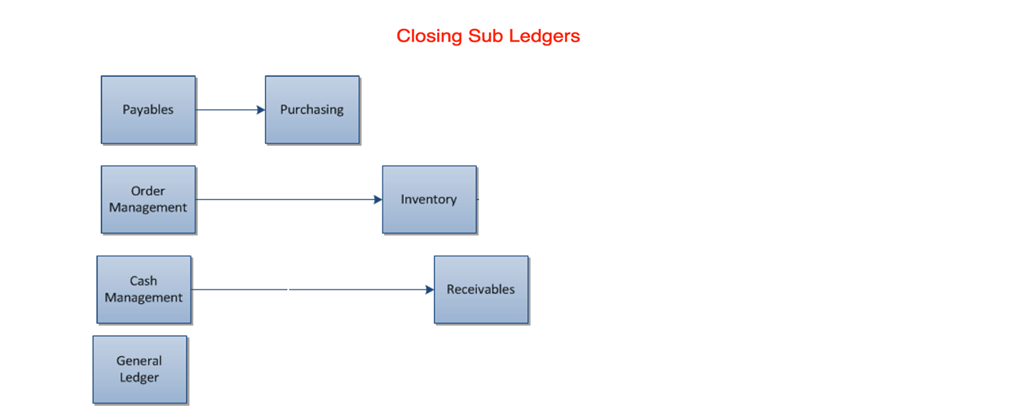 Closing Sub Ledgers
Payables
Purchasing
Order
Management
Inventory
Cash
Management
Receivables
General
Ledger